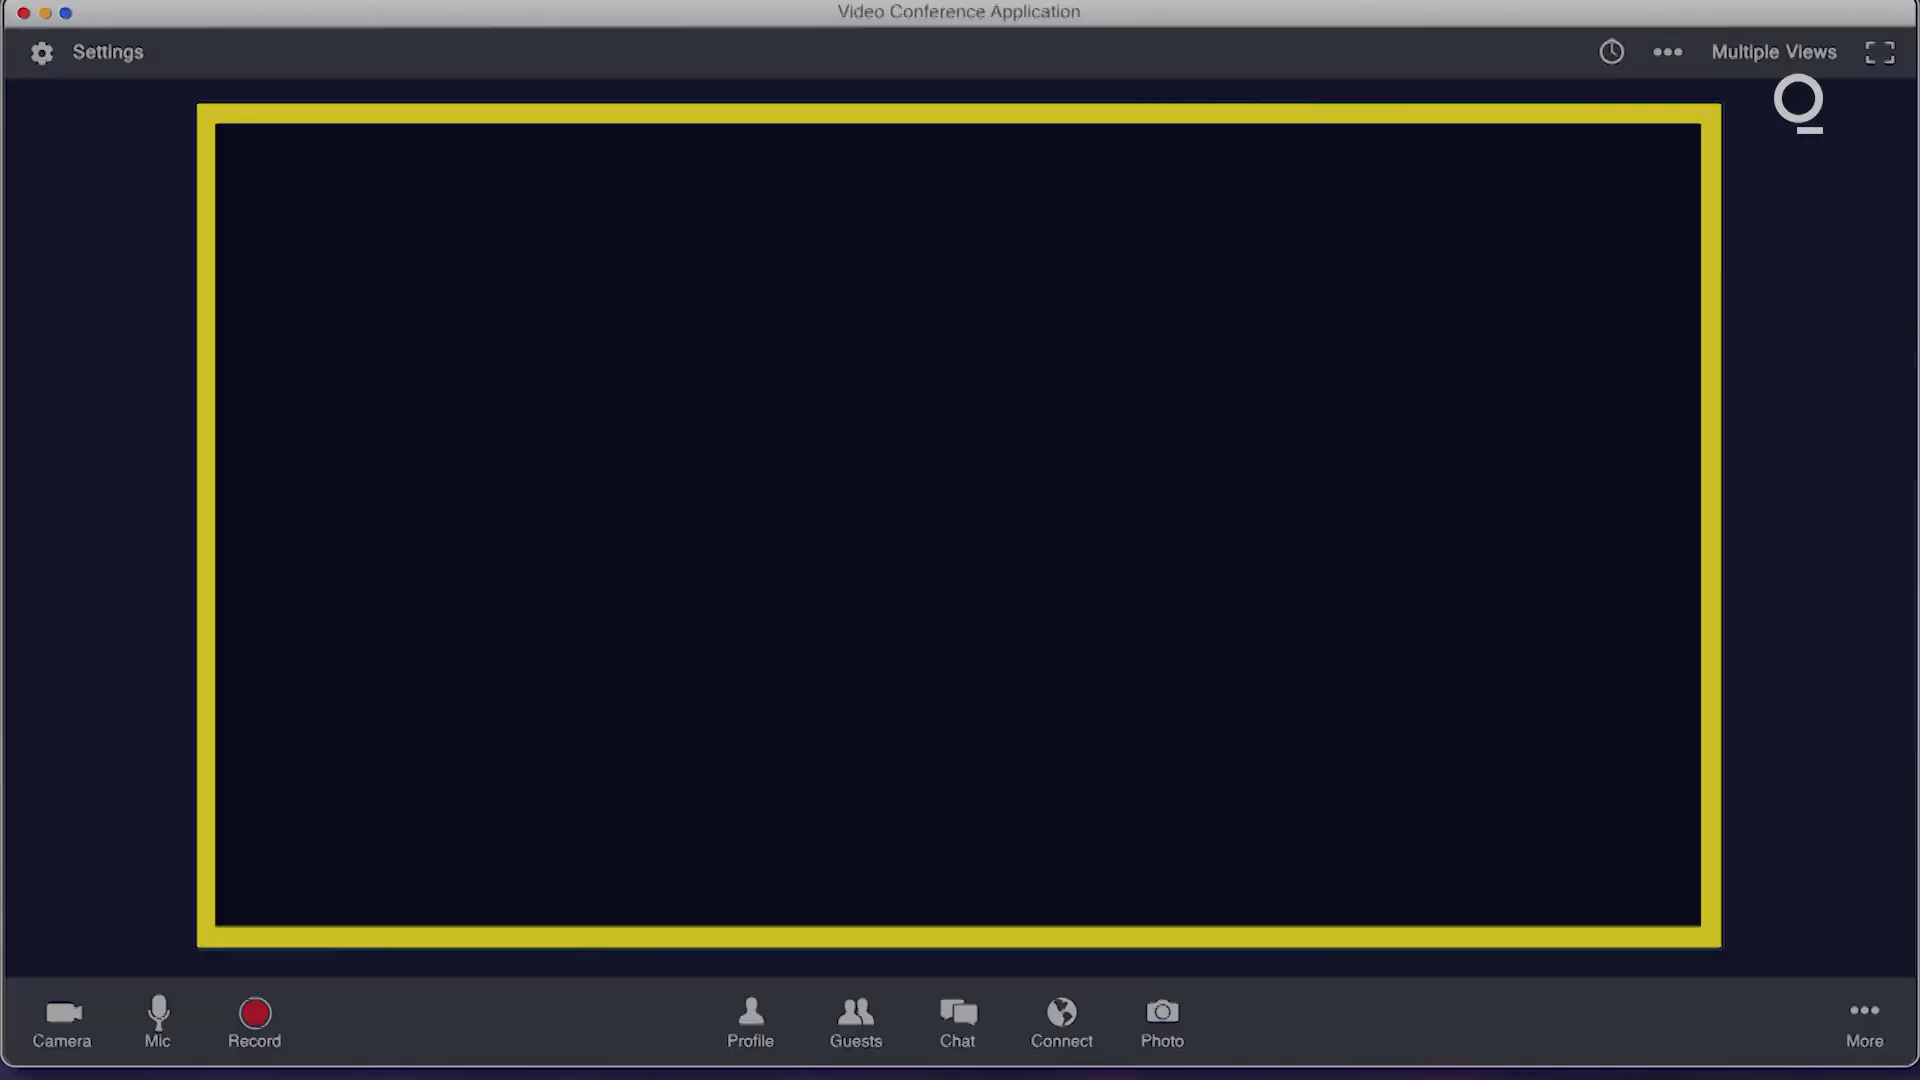 Video Conference Application
Settings
Multiple Views
Camera
Mic
Record
Profile
Guests
Chat
Connect
Photo
More